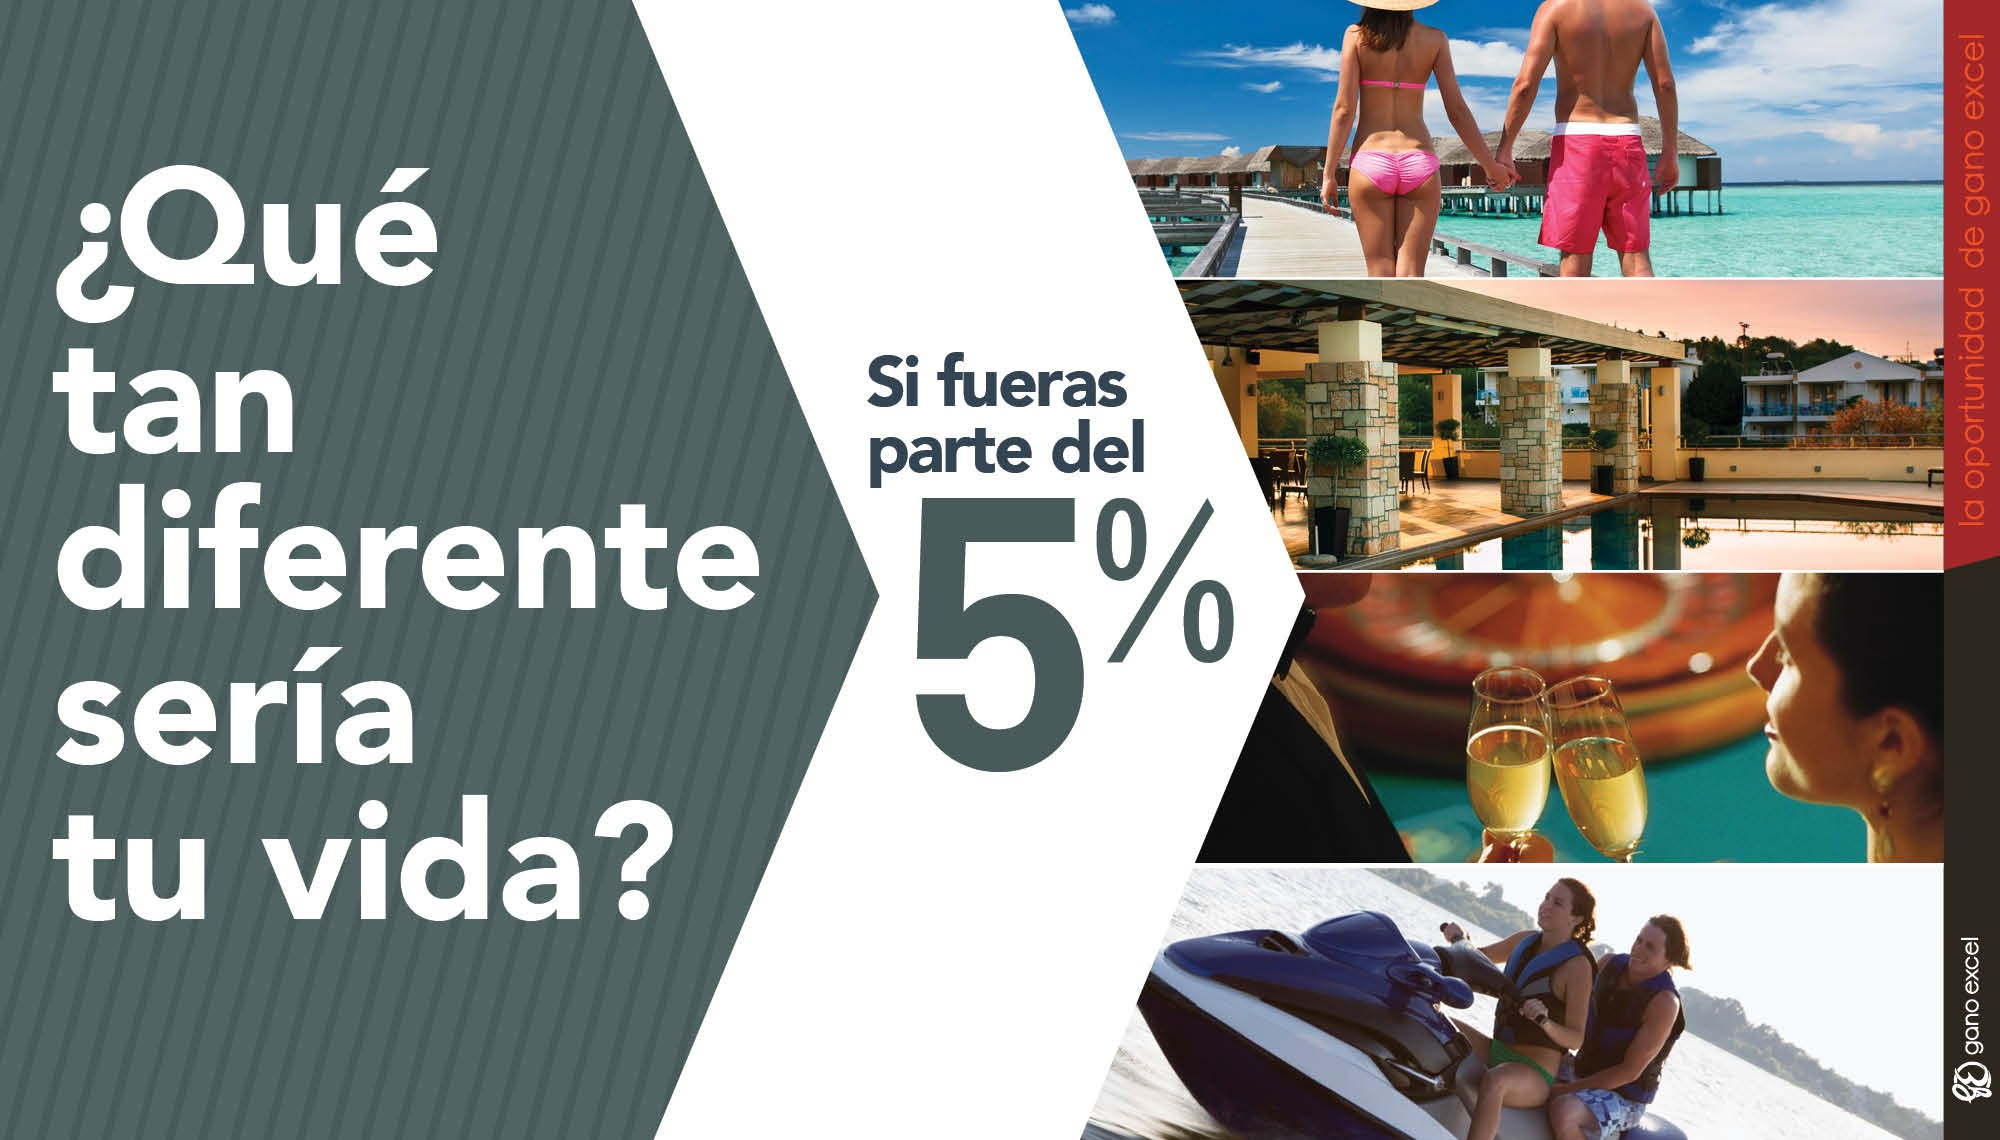 ¿Qué
tan
diferente
sería
tu vida?
Si fueras
parte del
5%
la oportunidad de gano excel
gano excel